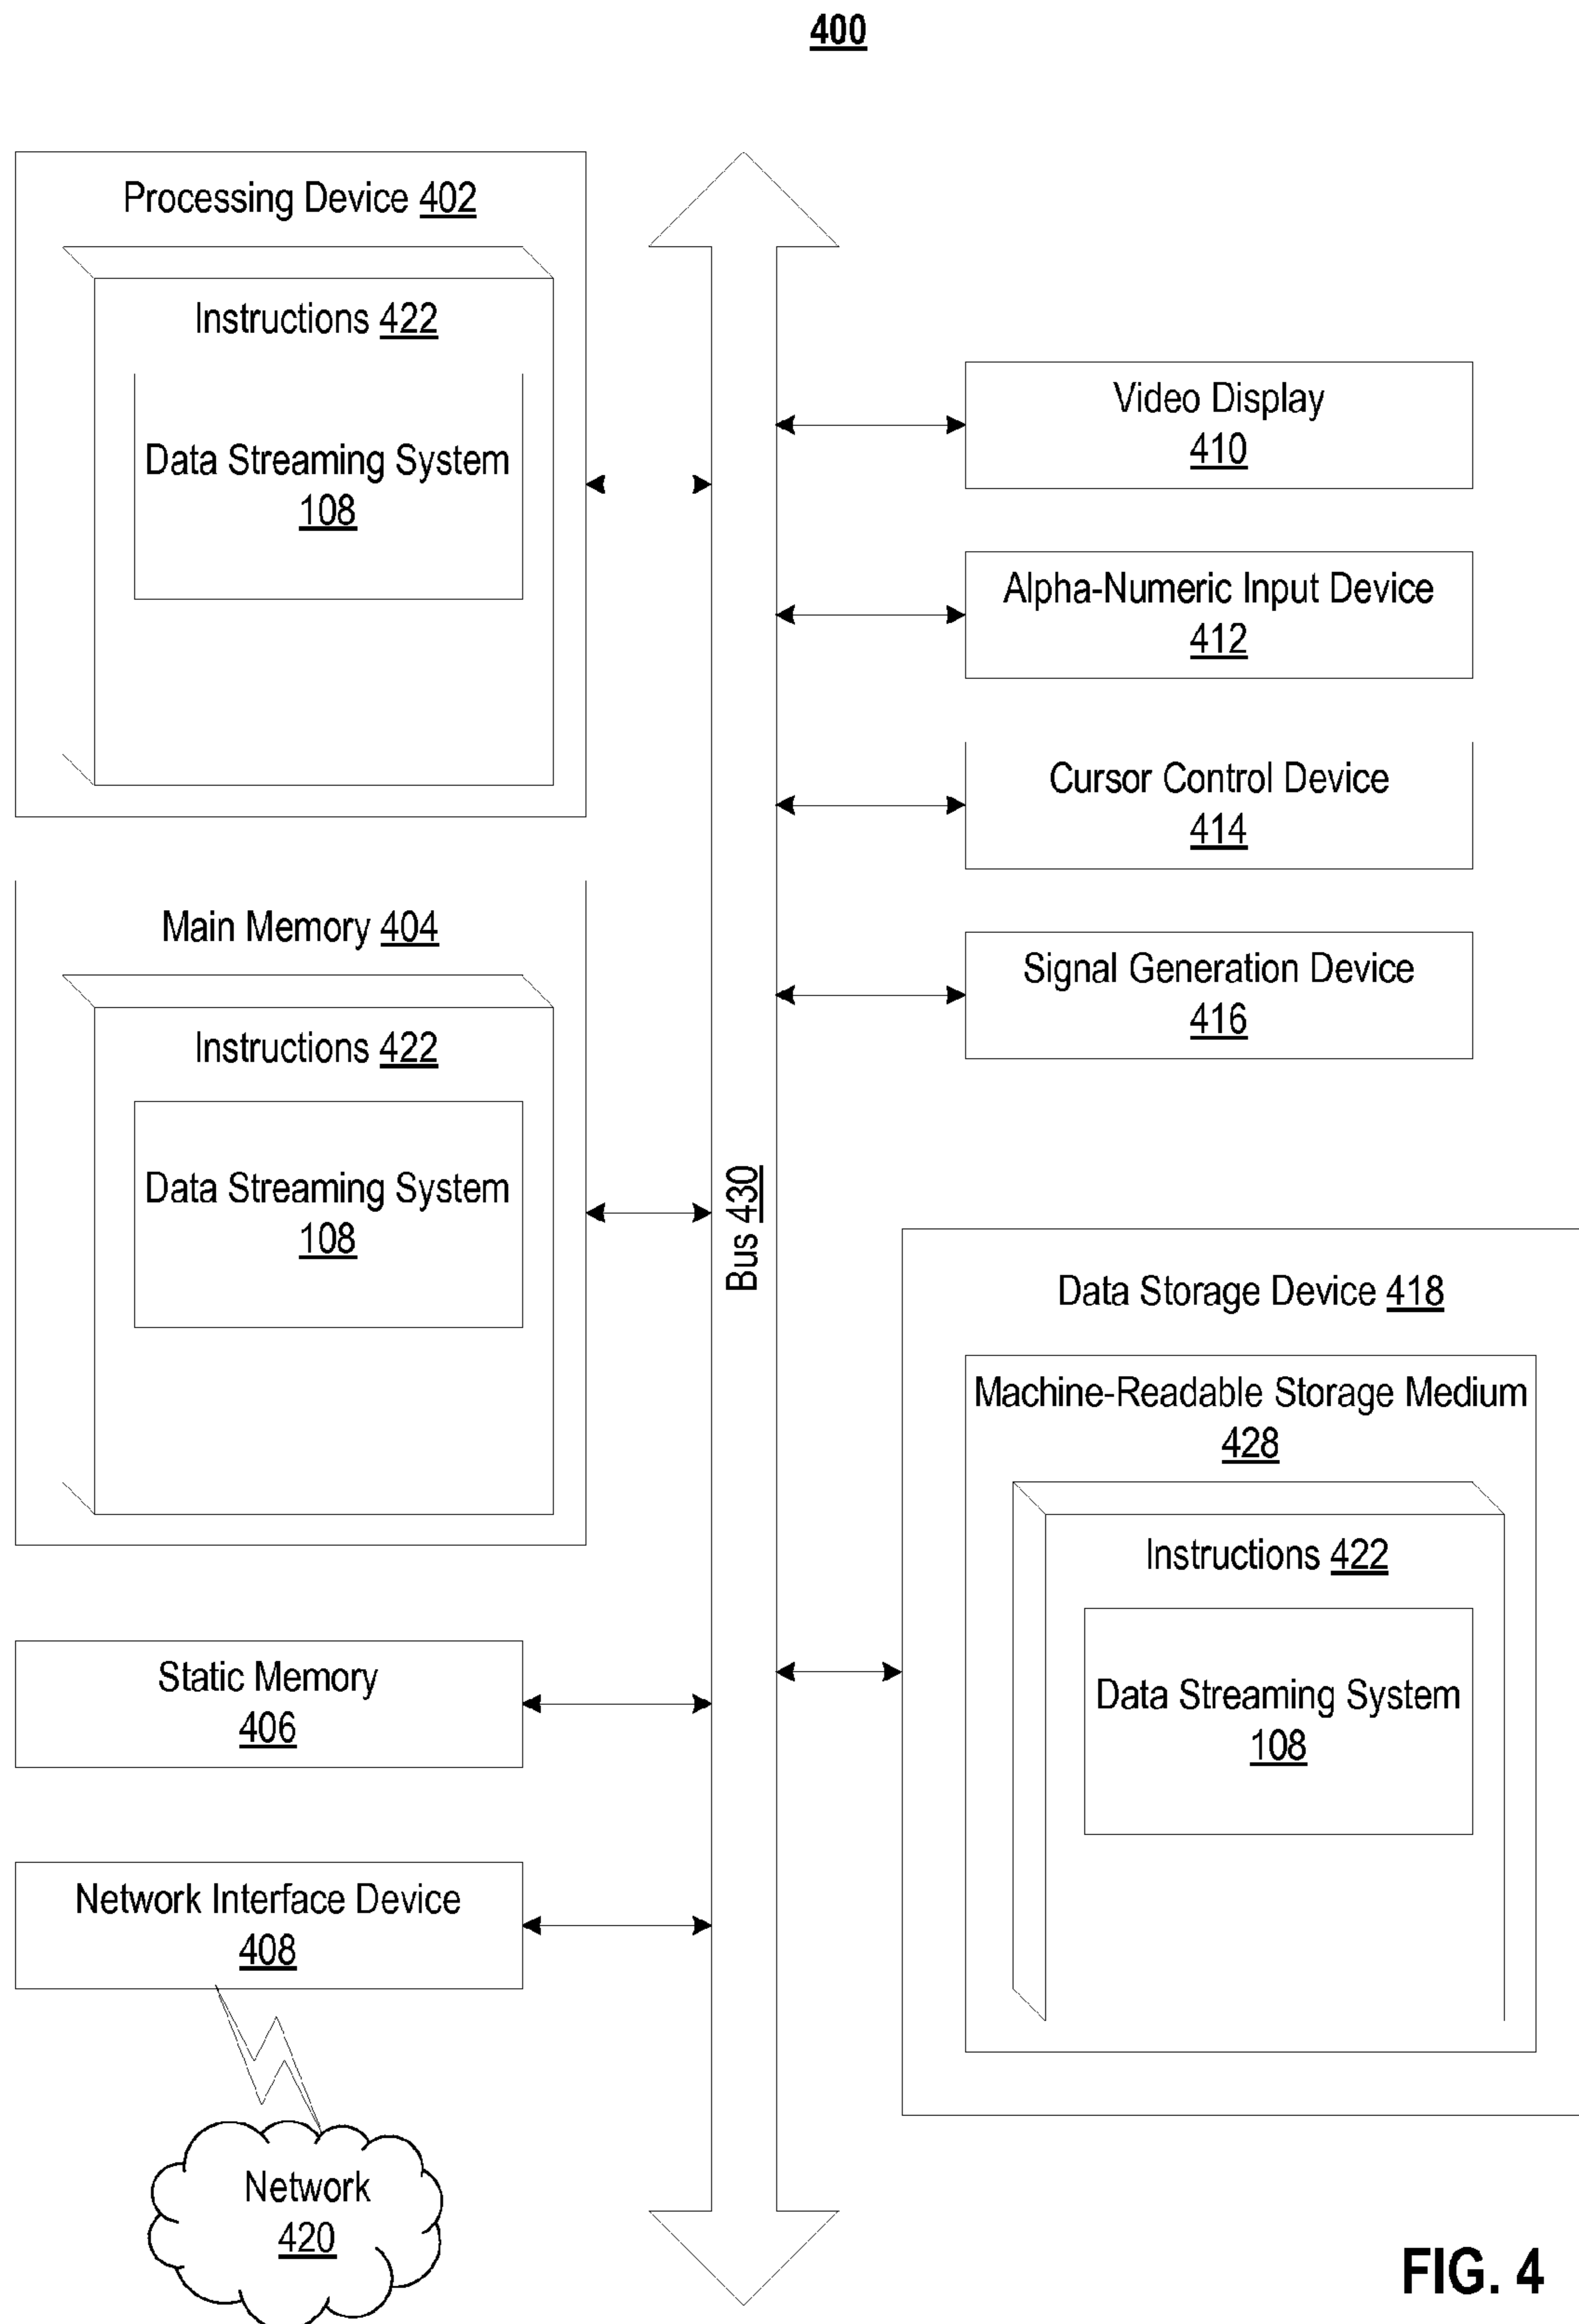 400
Processing Device 402
Instructions 422
Data Streaming System
108
Main Memory 404
Instructions 422
Data Streaming System
108
Static Memory
406
Network Interface Device
408
Network
420
Bus 430
Video Display
410
Alpha-Numeric Input Device
412
Cursor Control Device
414
Signal Generation Device
416
Data Storage Device 418
Machine-Readable Storage Medium
428
Instructions 422
Data Streaming System
108
FIG. 4